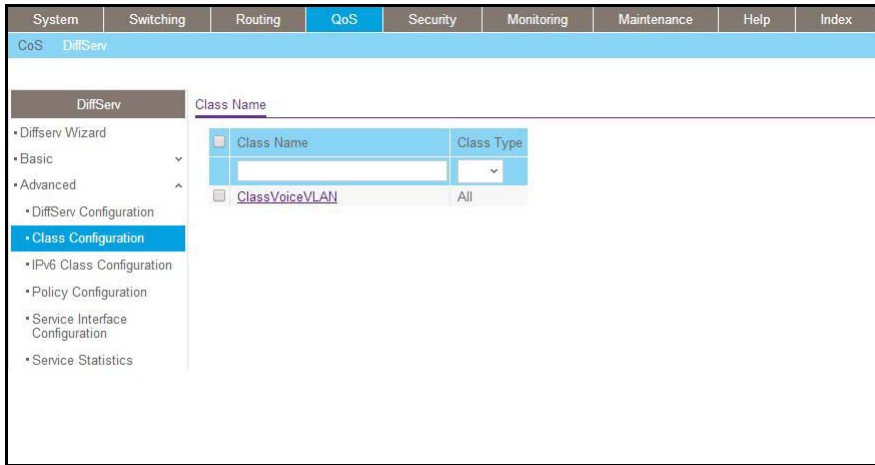 System Switching Routing QoS Security Monitoring Maintenance Help Index
CoS DiffServ
DiffServ
Diffserv Wizard
Basic
Advanced
DiffServ Configuration
Class Configuration
IPv6 Class Configuration
Policy Configuration
Service Interface
Configuration
Service Statistics
Class Name
Class Name Class Type
ClassVoiceVLAN All